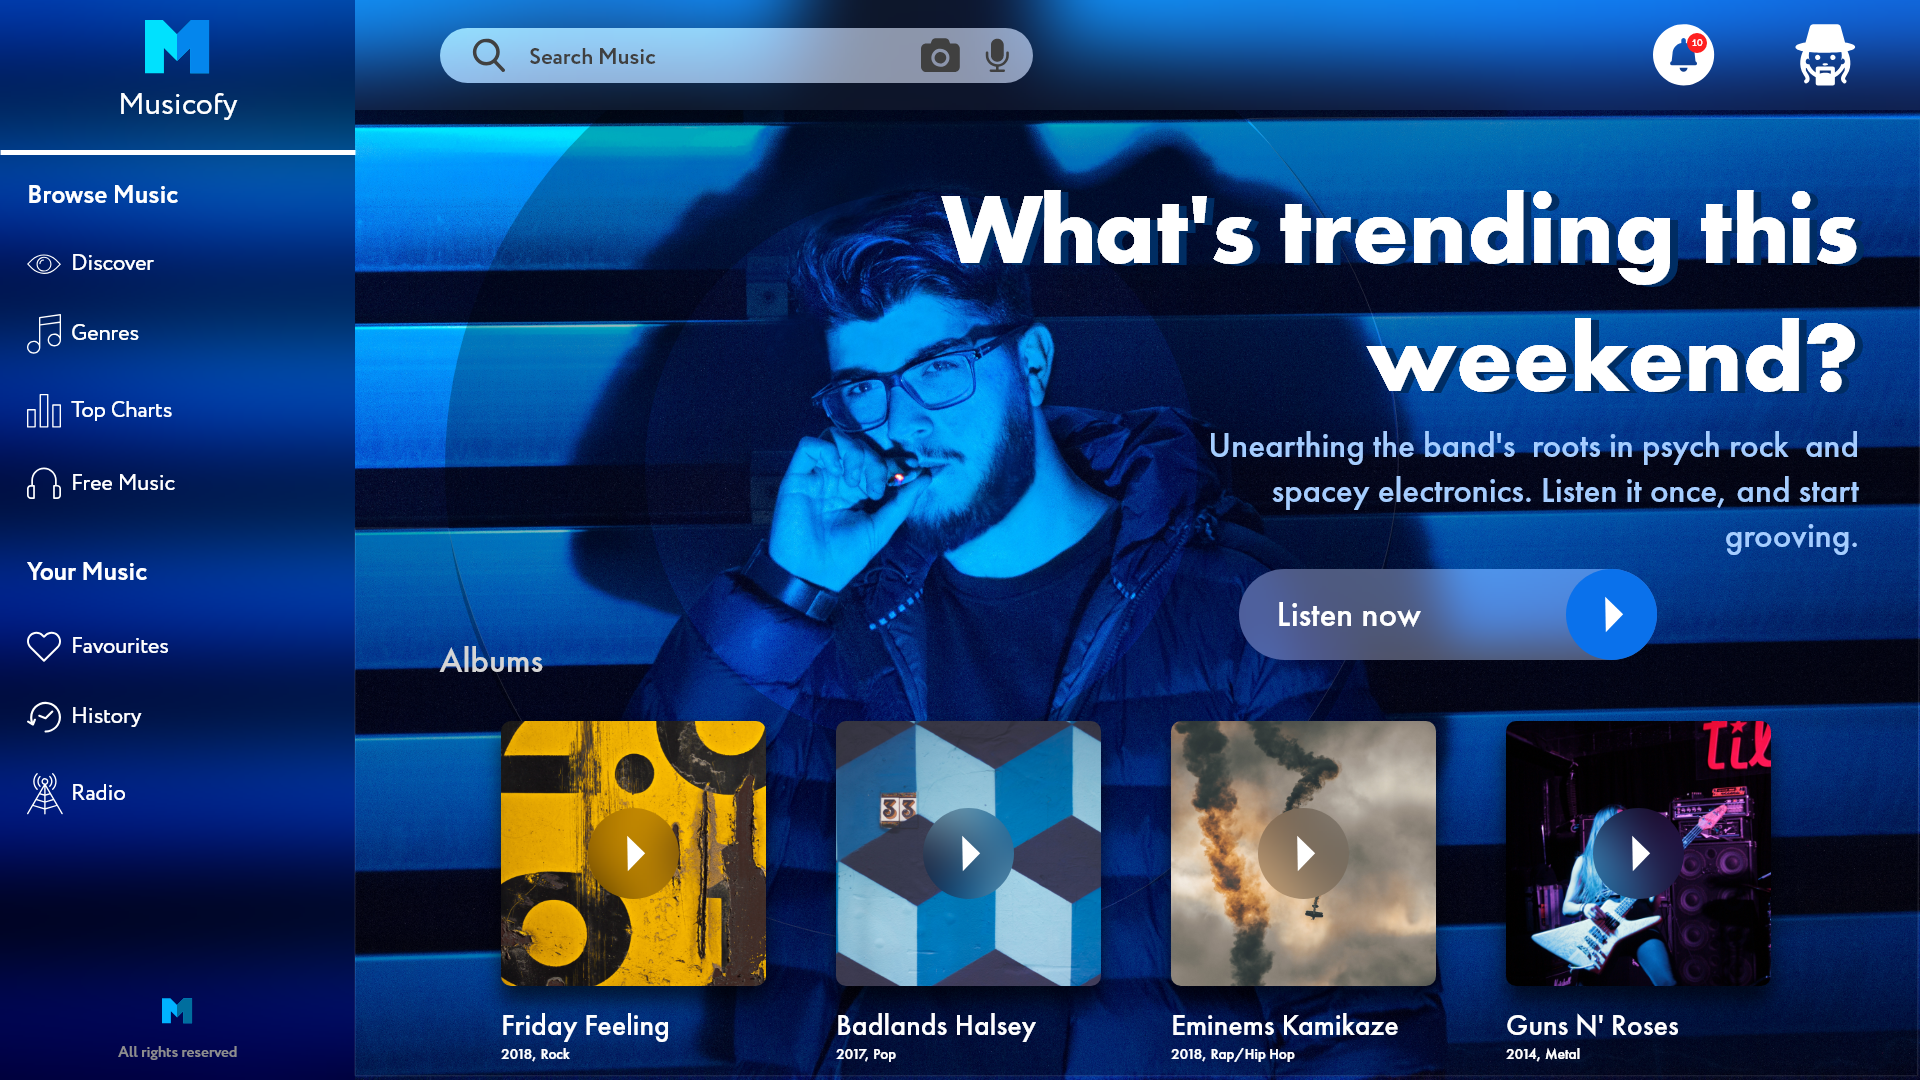 Musicofy
Search Music
10
Browse Music
Discover
Genres
Top Charts
Free Music
Your Music
Favourites
History
Radio
All rights reserved
What's trending this
weekend?
Unearthing the band's roots in psych rock and
spacey electronics. Listen it once, and start
grooving.
Listen now
Albums
33
Friday Feeling
2018, Rock
Badlands Halsey
2017, Pop
Eminems Kamikaze
2018, Rap/Hip Hop
Guns N' Roses
2014, Metal